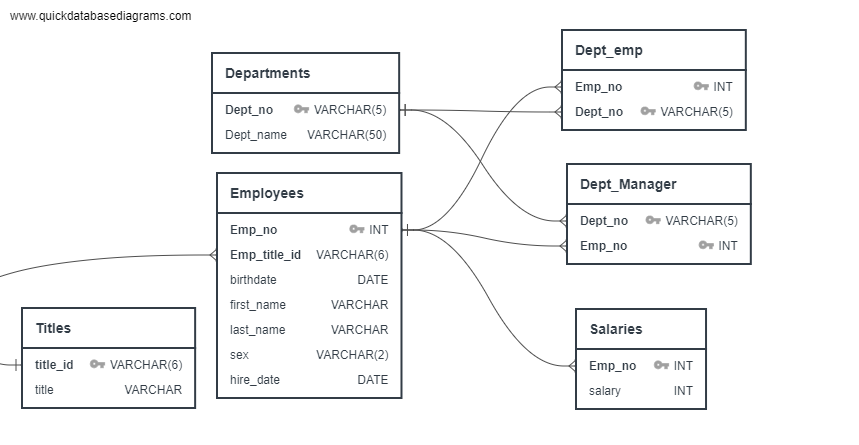 www.quickdatabasediagrams.com
Departments
Dept_no VARCHAR(5)
Dept_name VARCHAR(50)
Employees
Emp_no INT
Emp_title_id VARCHAR(6)
birthdate DATE
first_name VARCHAR
last_name VARCHAR
sex VARCHAR(2)
hire_date DATE
Titles
title_id VARCHAR(6)
title VARCHAR
Dept_emp
Emp_no INT
Dept_no VARCHAR(5)
Dept_Manager
Dept_no VARCHAR(5)
Emp_no INT
Salaries
Emp_no INT
salary INT